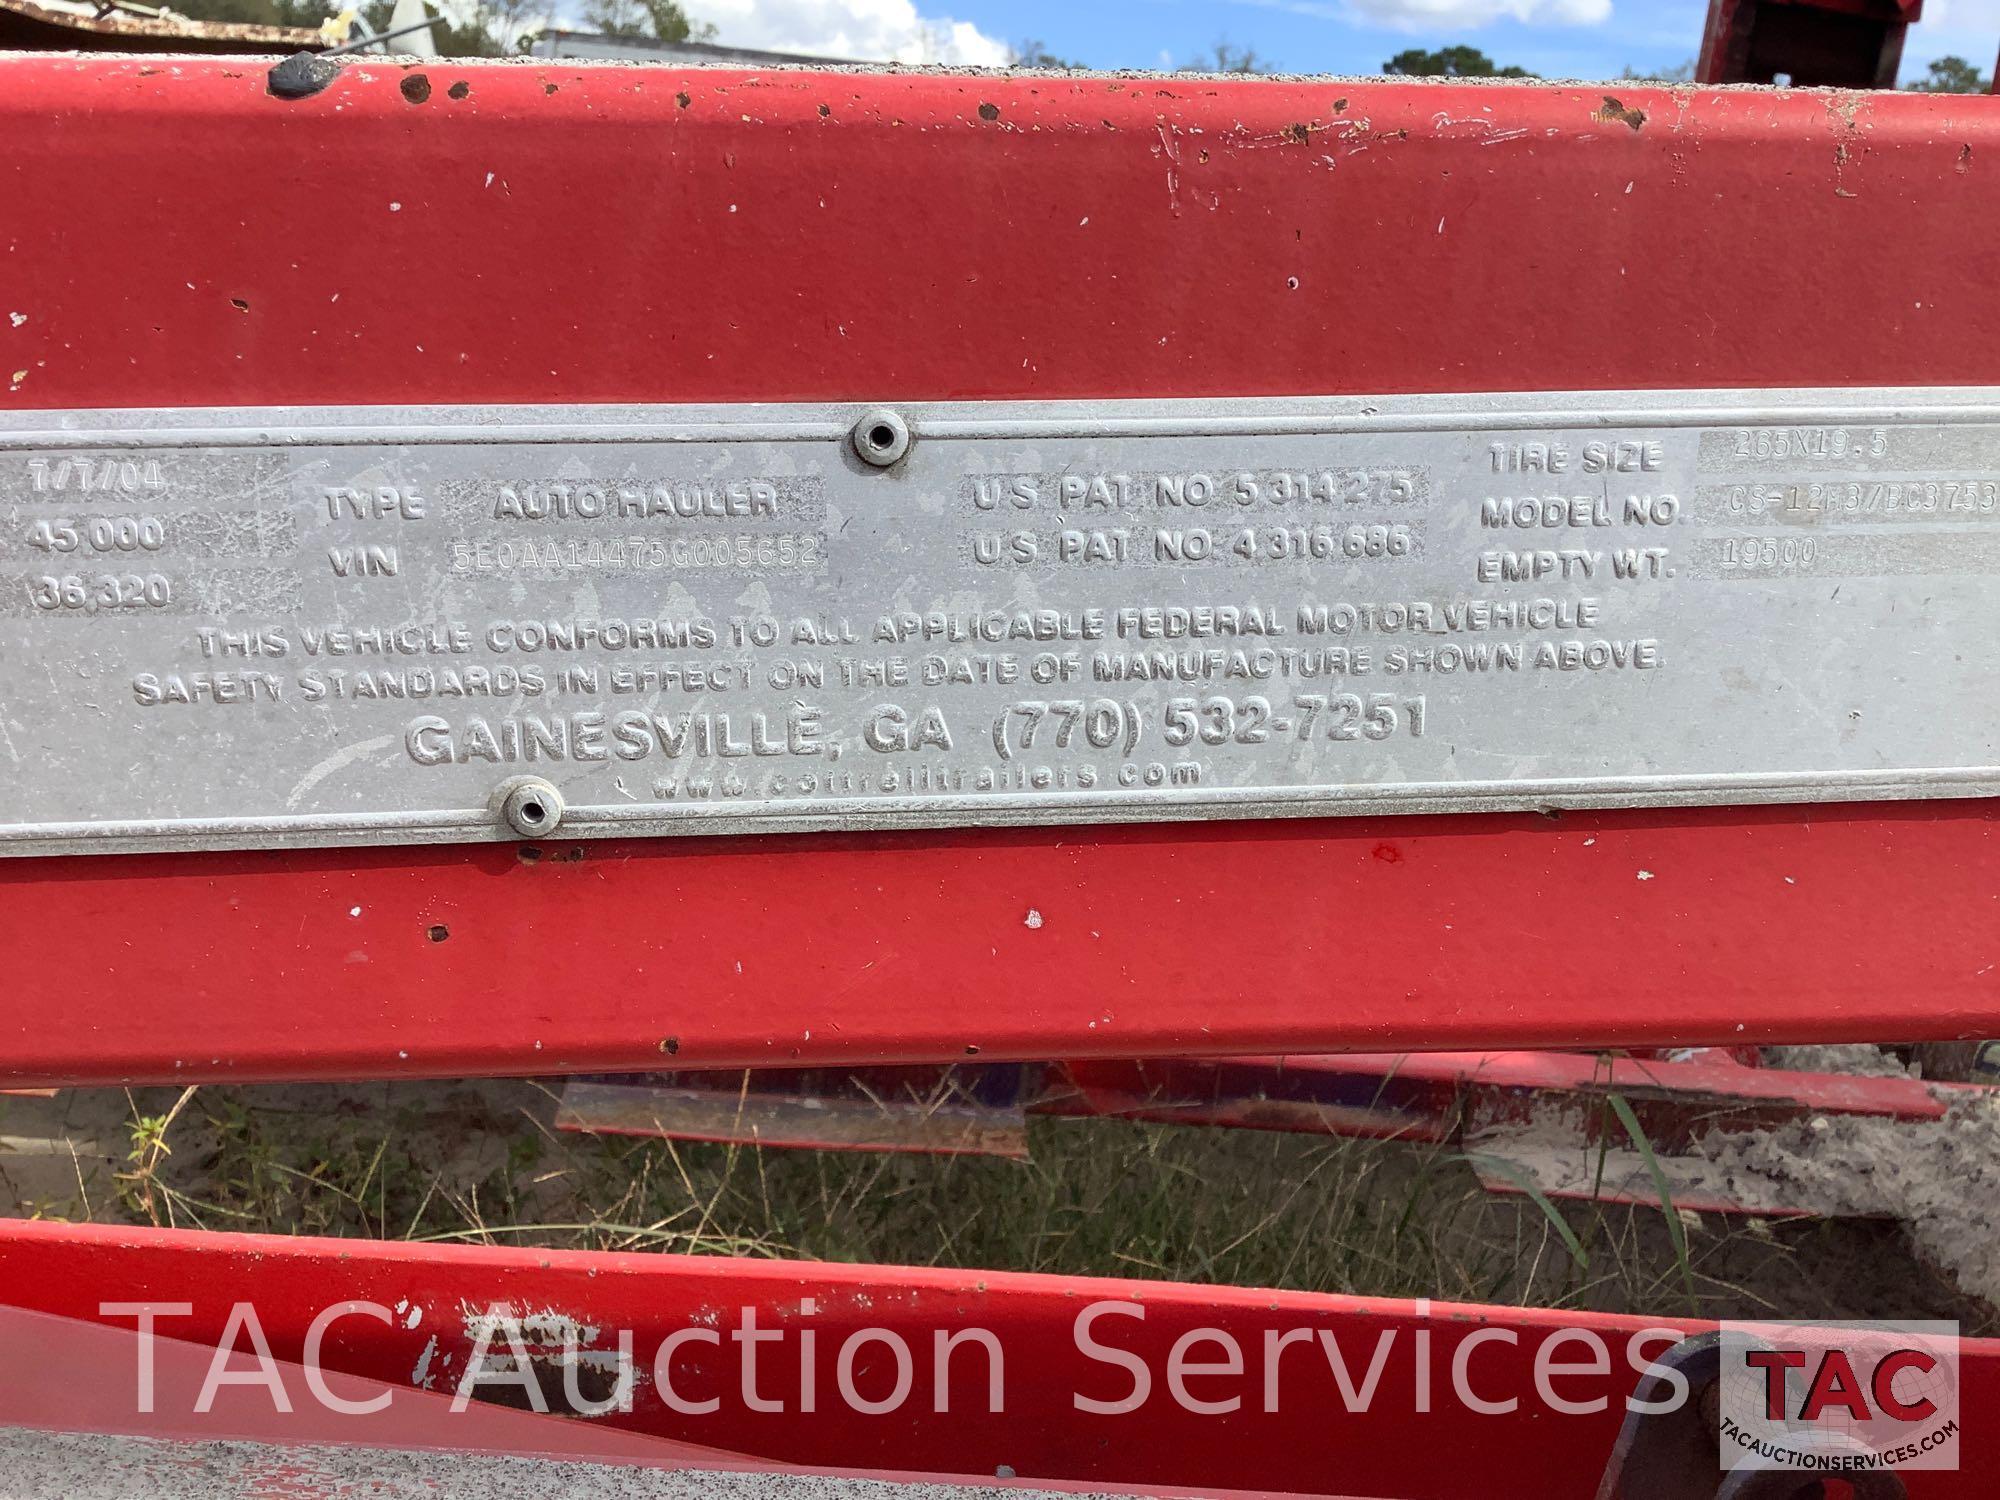 7/7/04
45 000
36,320
TYPE AUTO HAULER
VIN 5E0AA14475G005652
U S PAT NO 5 314 275
U S PAT NO 4 316 686
TIRE SIZE 265X19.5
MODEL NO. CS-12H3/BC3753
EMPTY WT. 19500
THIS VEHICLE CONFORMS TO ALL APPLICABLE FEDERAL MOTOR VEHICLE
SAFETY STANDARDS IN EFFECT ON THE DATE OF MANUFACTURE SHOWN ABOVE.
GAINESVILLE, GA (770) 532-7251
www.cottrelltrailers com
TAC Auction Services
TAC
TACAUCTIONSERVICES.COM